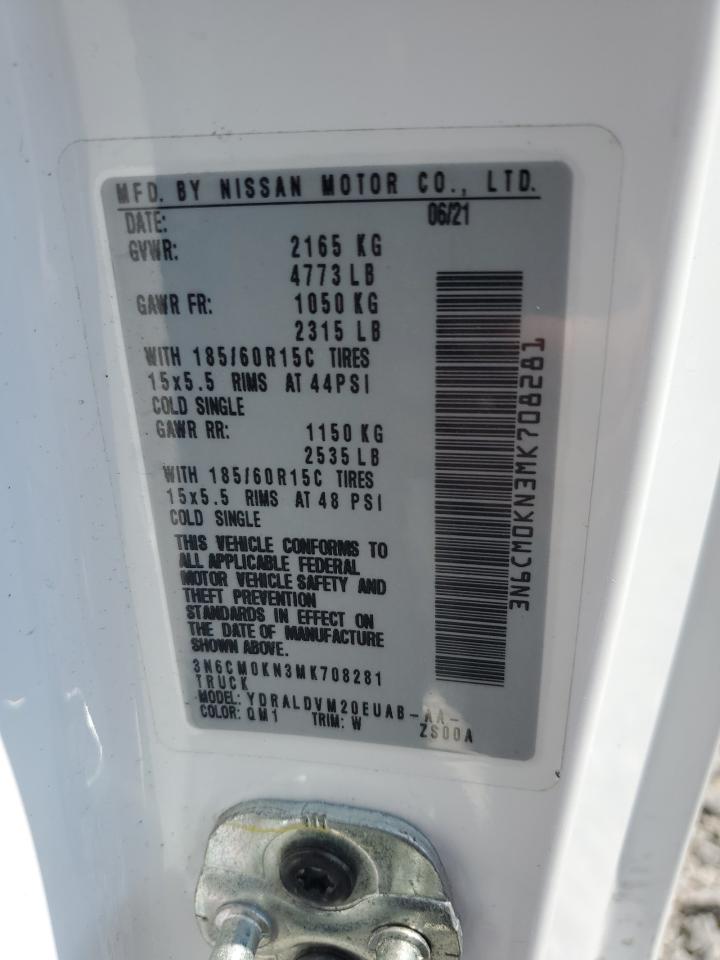 MFD. BY NISSAN MOTOR CO., LTD.
DATE: 06/21
GVWR: 2165 KG
4773 LB
GAWR FR: 1050 KG
2315 LB
WITH 185/60R15C TIRES
15x5.5 RIMS AT 44PSI
COLD SINGLE
GAWR RR: 1150 KG
2535 LB
WITH 185/60R15C TIRES
15x5.5 RIMS AT 48 PSI
COLD SINGLE
THIS VEHICLE CONFORMS TO
ALL APPLICABLE FEDERAL
MOTOR VEHICLE SAFETY AND
THEFT PREVENTION
STANDARDS IN EFFECT ON
THE DATE OF MANUFACTURE
SHOWN ABOVE.
3N6CM0KN3MK708281
TRUCK
MODEL: YDRALDVM20EUAB-AA-
COLOR: QM1 TRIM: W ZS00A
3N6CM0KN3MK708281